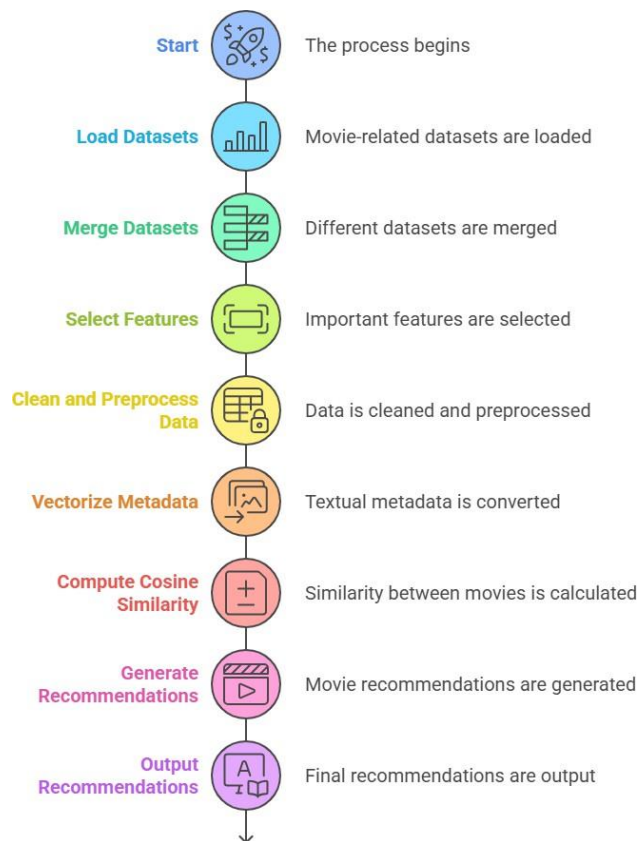 Start
The process begins
Load Datasets
Movie-related datasets are loaded
Merge Datasets
Different datasets are merged
Select Features
Important features are selected
Clean and Preprocess
Data
Data is cleaned and preprocessed
Vectorize Metadata
Textual metadata is converted
Compute Cosine
Similarity
Similarity between movies is calculated
Generate
Recommendations
Movie recommendations are generated
Output
Recommendations
Final recommendations are output